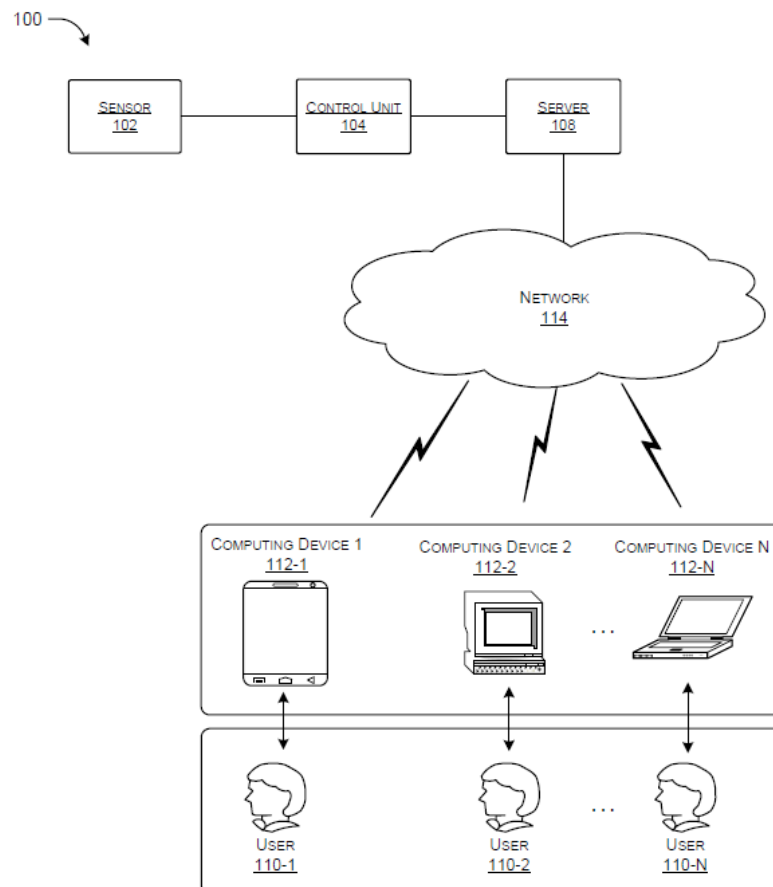 100
SENSOR
102
CONTROL UNIT
104
SERVER
108
NETWORK
114
COMPUTING DEVICE 1
112-1
COMPUTING DEVICE 2
112-2
...
COMPUTING DEVICE N
112-N
USER
110-1
USER
110-2
...
USER
110-N